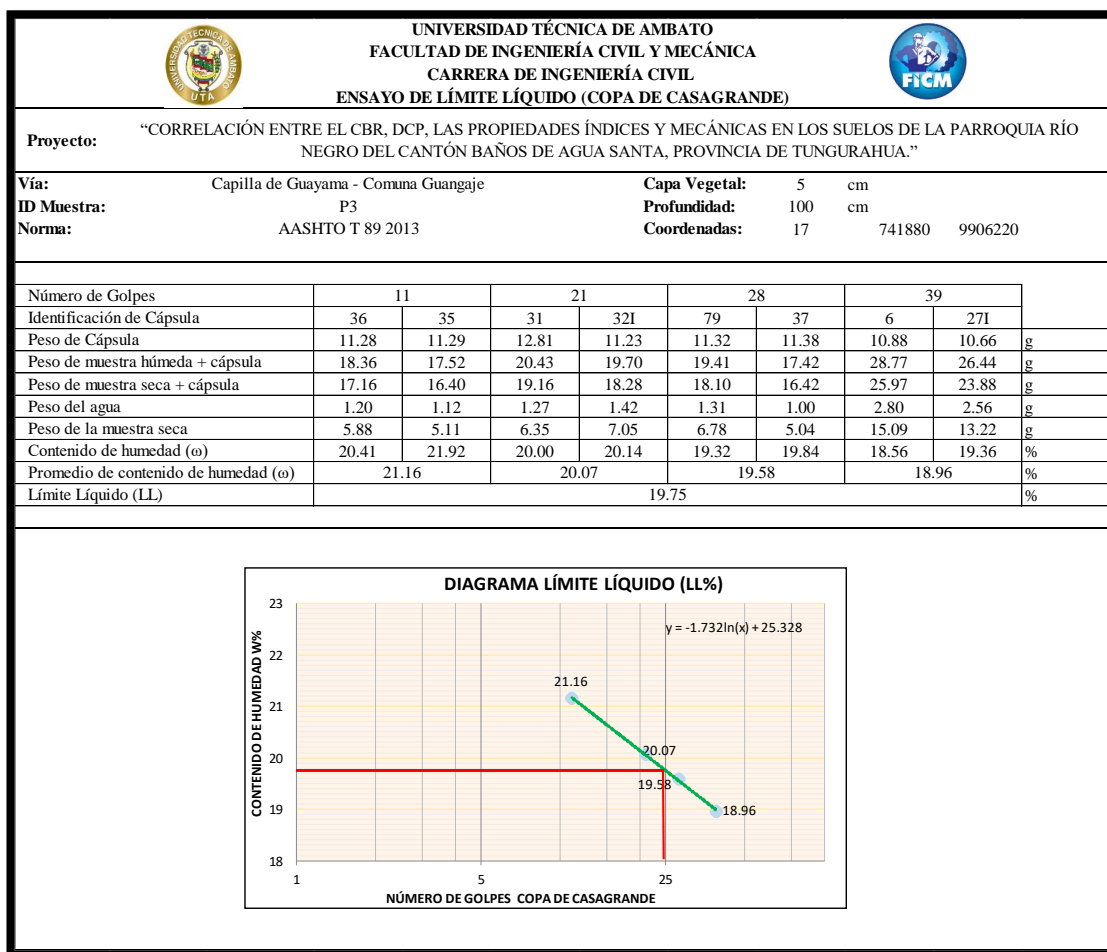 UNIVERSIDAD TÉCNICA DE AMBATO
FACULTAD DE INGENIERÍA CIVIL Y MECÁNICA
CARRERA DE INGENIERÍA CIVIL
ENSAYO DE LÍMITE LÍQUIDO (COPA DE CASAGRANDE)
UNIVERSIDAD TECNICA DE AMBATO
UTA
FICM
Proyecto: “CORRELACIÓN ENTRE EL CBR, DCP, LAS PROPIEDADES ÍNDICES Y MECÁNICAS EN LOS SUELOS DE LA PARROQUIA RÍO
NEGRO DEL CANTÓN BAÑOS DE AGUA SANTA, PROVINCIA DE TUNGURAHUA.”
Vía: Capilla de Guayama - Comuna Guangaje Capa Vegetal: 5 cm
ID Muestra: P3 Profundidad: 100 cm
Norma: AASHTO T 89 2013 Coordenadas: 17 741880 9906220
Número de Golpes 11 21 28 39
Identificación de Cápsula 36 35 31 32I 79 37 6 27I
Peso de Cápsula 11.28 11.29 12.81 11.23 11.32 11.38 10.88 10.66 g
Peso de muestra húmeda + cápsula 18.36 17.52 20.43 19.70 19.41 17.42 28.77 26.44 g
Peso de muestra seca + cápsula 17.16 16.40 19.16 18.28 18.10 16.42 25.97 23.88 g
Peso del agua 1.20 1.12 1.27 1.42 1.31 1.00 2.80 2.56 g
Peso de la muestra seca 5.88 5.11 6.35 7.05 6.78 5.04 15.09 13.22 g
Contenido de humedad (ω) 20.41 21.92 20.00 20.14 19.32 19.84 18.56 19.36 %
Promedio de contenido de humedad (ω) 21.16 20.07 19.58 18.96 %
Límite Líquido (LL) 19.75 %
DIAGRAMA LÍMITE LÍQUIDO (LL%)
y = -1.732ln(x) + 25.328
CONTENIDO DE HUMEDAD W%
23
22
21
20
19
18
21.16
20.07
19.58
18.96
1 5 25
NÚMERO DE GOLPES COPA DE CASAGRANDE